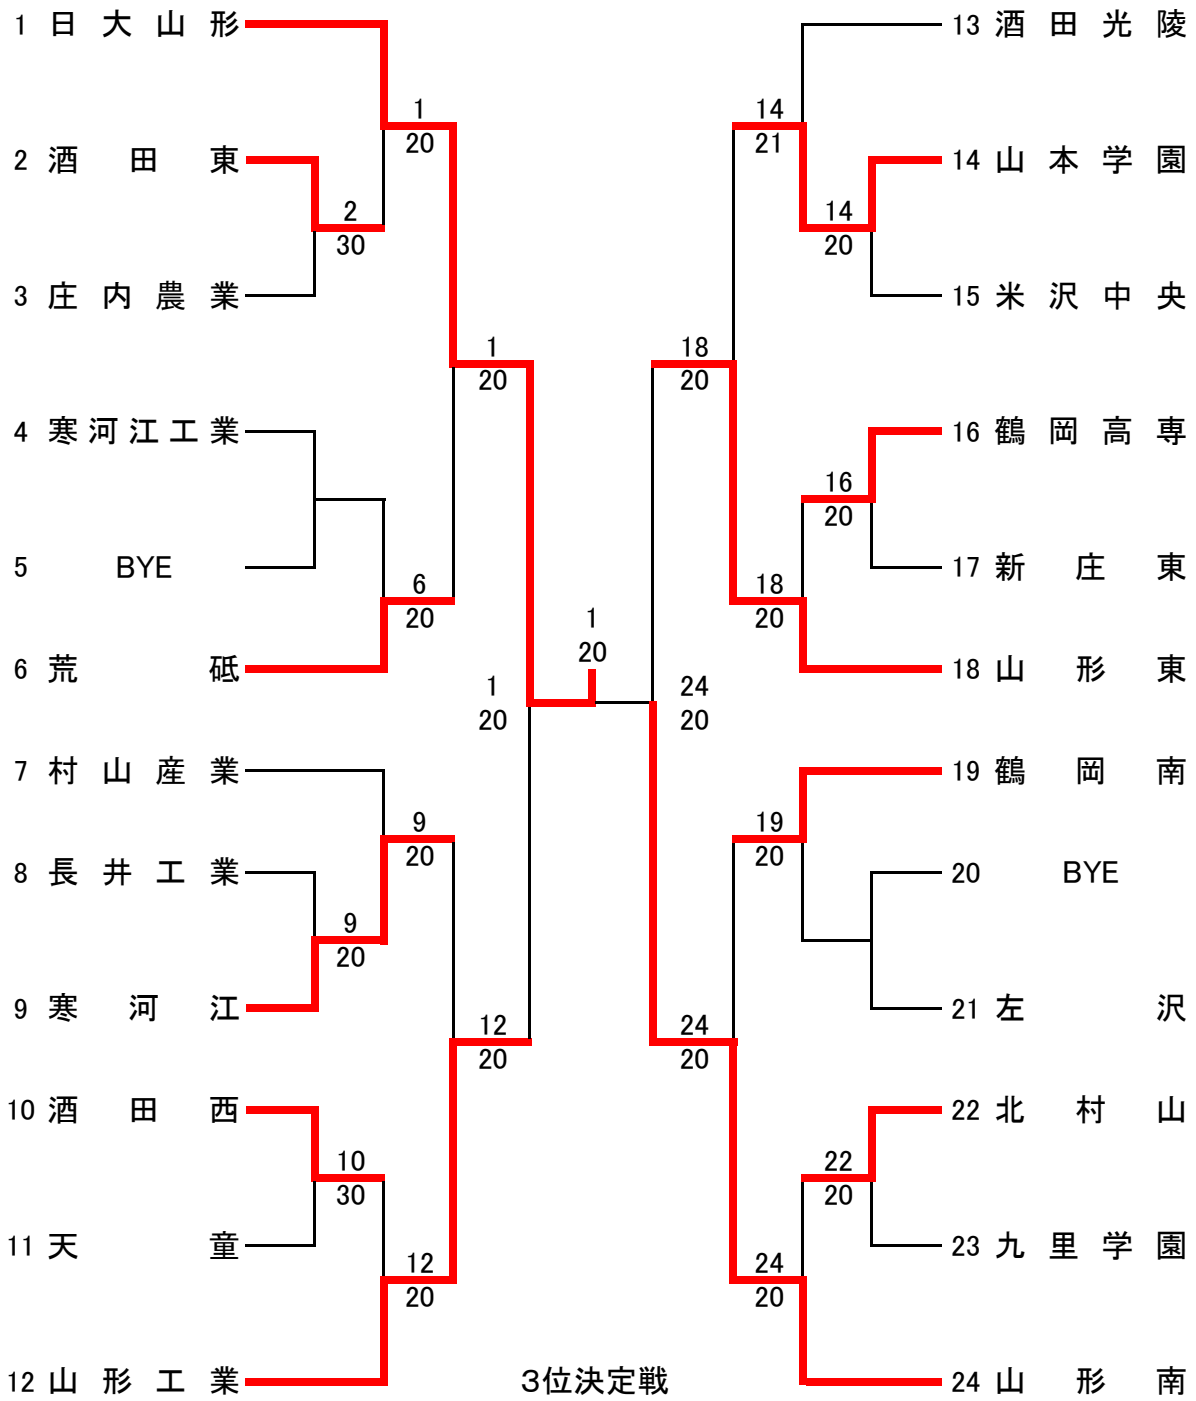 1 日大山形
2 酒田東
3 庄内農業
4 寒河江工業
5 BYE
6 荒砥
7 村山産業
8 長井工業
9 寒河江
10 酒田西
11 天童
12 山形工業
1
20
2
30
6
20
9
20
9
20
10
30
12
20
1
20
12
20
1
20
1
20
24
20
18
20
24
20
14
21
14
20
16
20
18
20
19
20
22
20
24
20
13 酒田光陵
14 山本学園
15 米沢中央
16 鶴岡高専
17 新庄東
18 山形東
19 鶴岡南
20 BYE
21 左沢
22 北村山
23 九里学園
24 山形南
3位決定戦